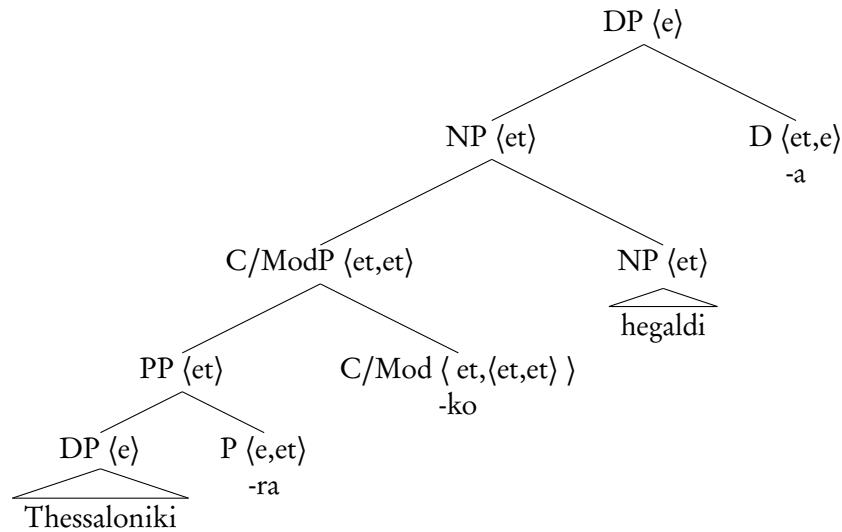 DP ⟨e⟩
NP ⟨et⟩ D ⟨et,e⟩
-a
C/ModP ⟨et,et⟩ NP ⟨et⟩
hegaldi
PP ⟨et⟩ C/Mod ⟨ et,⟨et,et⟩ ⟩
-ko
DP ⟨e⟩ P ⟨e,et⟩
-ra
Thessaloniki